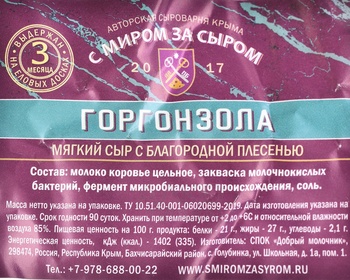 ВЫДЕРЖАН
3
МЕСЯЦА
НА ЕЛОВЫХ ДОСКАХ
АВТОРСКАЯ СЫРОВАРНЯ КРЫМА
С МИРОМ ЗА СЫРОМ
20 17
ГОРГОНЗОЛА
МЯГКИЙ СЫР С БЛАГОРОДНОЙ ПЛЕСЕНЬЮ
Состав: молоко коровье цельное, закваска молочнокислых
бактерий, фермент микробиального происхождения, соль.
Масса нетто указана на упаковке. ТУ 10.51.40-001-06020699-2019. Дата изготовления указана на
упаковке. Срок годности 90 суток. Хранить при температуре от +2 до +6С и относительной влажности
воздуха 85%. Пищевая ценность на 100 г. продукта: белки - 21 г., жиры - 27 г., углеводы - 2,1 г.
Энергетическая ценность, кДж (ккал). - 1402 (335). Изготовитель: СПОК «Добрый молочник»,
298474, Россия, Республика Крым, Бахчисарайский район, с. Голубинка, ул. Школьная, д. 1а, пом. 1.
Тел.: +7-978-688-00-22 WWW.SMIROMZASYROM.RU